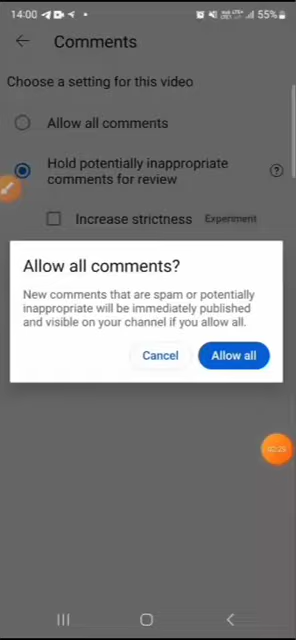 14:00
55%
Comments
Choose a setting for this video
Allow all comments
Hold potentially inappropriate
comments for review
?
Increase strictness Experiment
Allow all comments?
New comments that are spam or potentially
inappropriate will be immediately published
and visible on your channel if you allow all.
Cancel Allow all